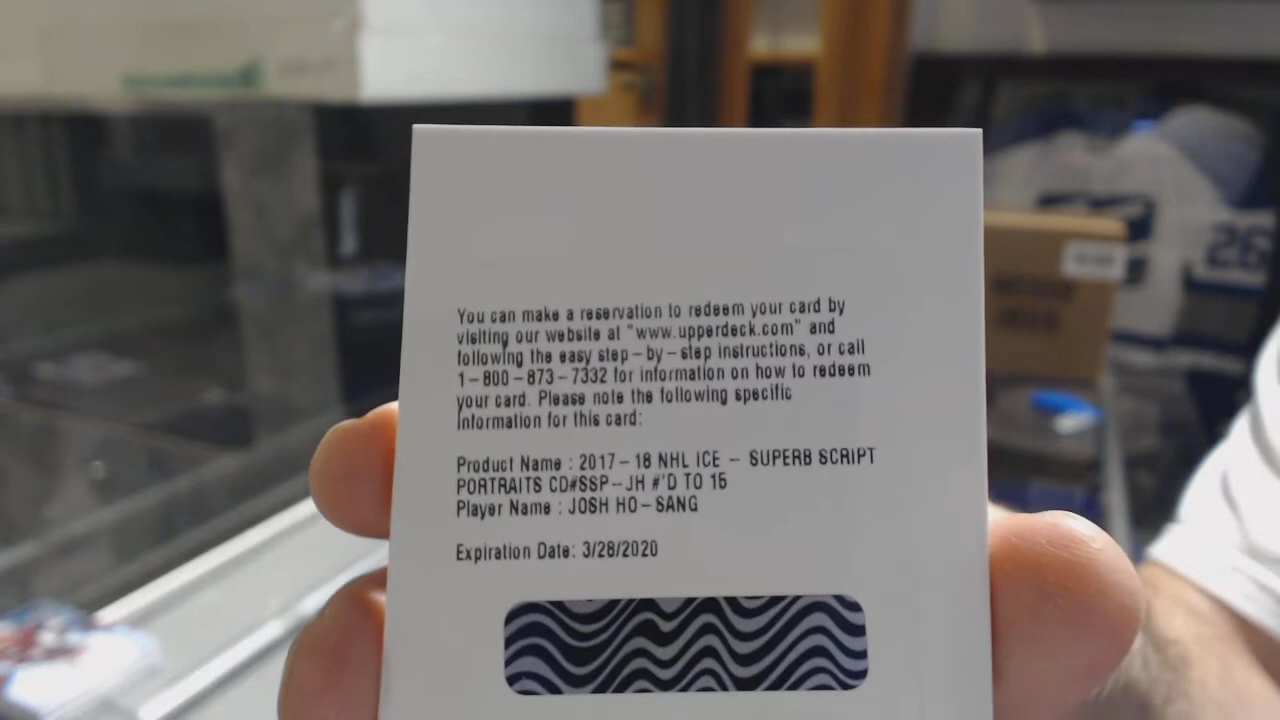 You can make a reservation to redeem your card by
visiting our website at "www.upperdeck.com" and
following the easy step-by-step instructions, or call
1-800-873-7332 for information on how to redeem
your card. Please note the following specific
information for this card:
Product Name : 2017-18 NHL ICE - SUPERB SCRIPT
PORTRAITS CD#SSP-JH #'D TO 15
Player Name : JOSH HO-SANG
Expiration Date: 3/28/2020
26